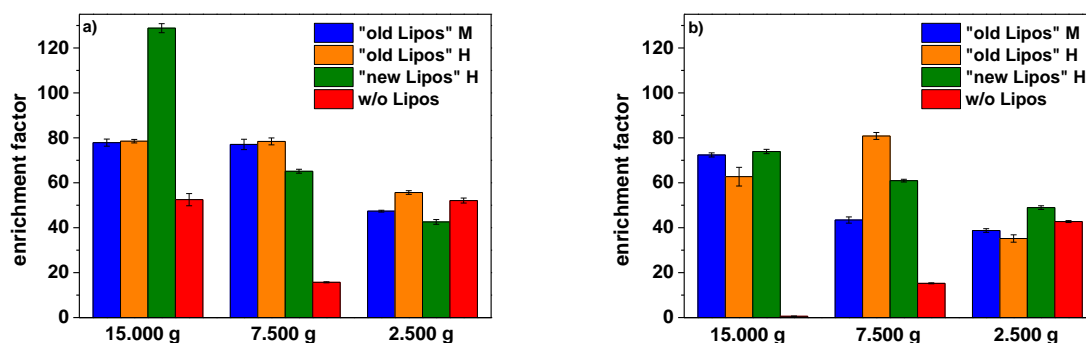 a)
"old Lipos" M
"old Lipos" H
"new Lipos" H
w/o Lipos
enrichment factor
120
100
80
60
40
20
0
15.000 g 7.500 g 2.500 g
b)
"old Lipos" M
"old Lipos" H
"new Lipos" H
w/o Lipos
enrichment factor
120
100
80
60
40
20
0
15.000 g 7.500 g 2.500 g